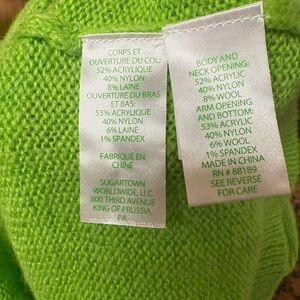 CORPS ET
OUVERTURE DU COL:
52% ACRYLIQUE
40% NYLON
8% LAINE
OUVERTURE DU BRAS
ET BAS:
53% ACRYLIQUE
40% NYLON
6% LAINE
1% SPANDEX
FABRIQUÉ EN
CHINE
SUGARTOWN
WORLDWIDE, LLC
800 THIRD AVENUE
KING OF PRUSSIA,
PA
BODY AND
NECK OPENING:
52% ACRYLIC
40% NYLON
8% WOOL
ARM OPENING
AND BOTTOM:
53% ACRYLIC
40% NYLON
6% WOOL
1% SPANDEX
MADE IN CHINA
RN # 88189
SEE REVERSE
FOR CARE